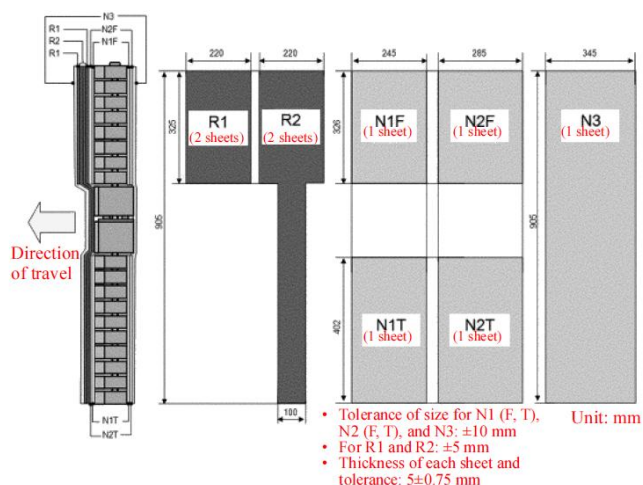 N3
R1
N2F
R2
N1F
R1
220
220
245
285
345
R1
(2 sheets)
R2
(2 sheets)
N1F
(1 sheet)
N2F
(1 sheet)
N3
(1 sheet)
325
326
905
905
Direction
of travel
402
N1T
(1 sheet)
N2T
(1 sheet)
100
N1T
N2T
• Tolerance of size for N1 (F, T),
N2 (F, T), and N3: ±10 mm
• For R1 and R2: ±5 mm
• Thickness of each sheet and
tolerance: 5±0.75 mm
Unit: mm